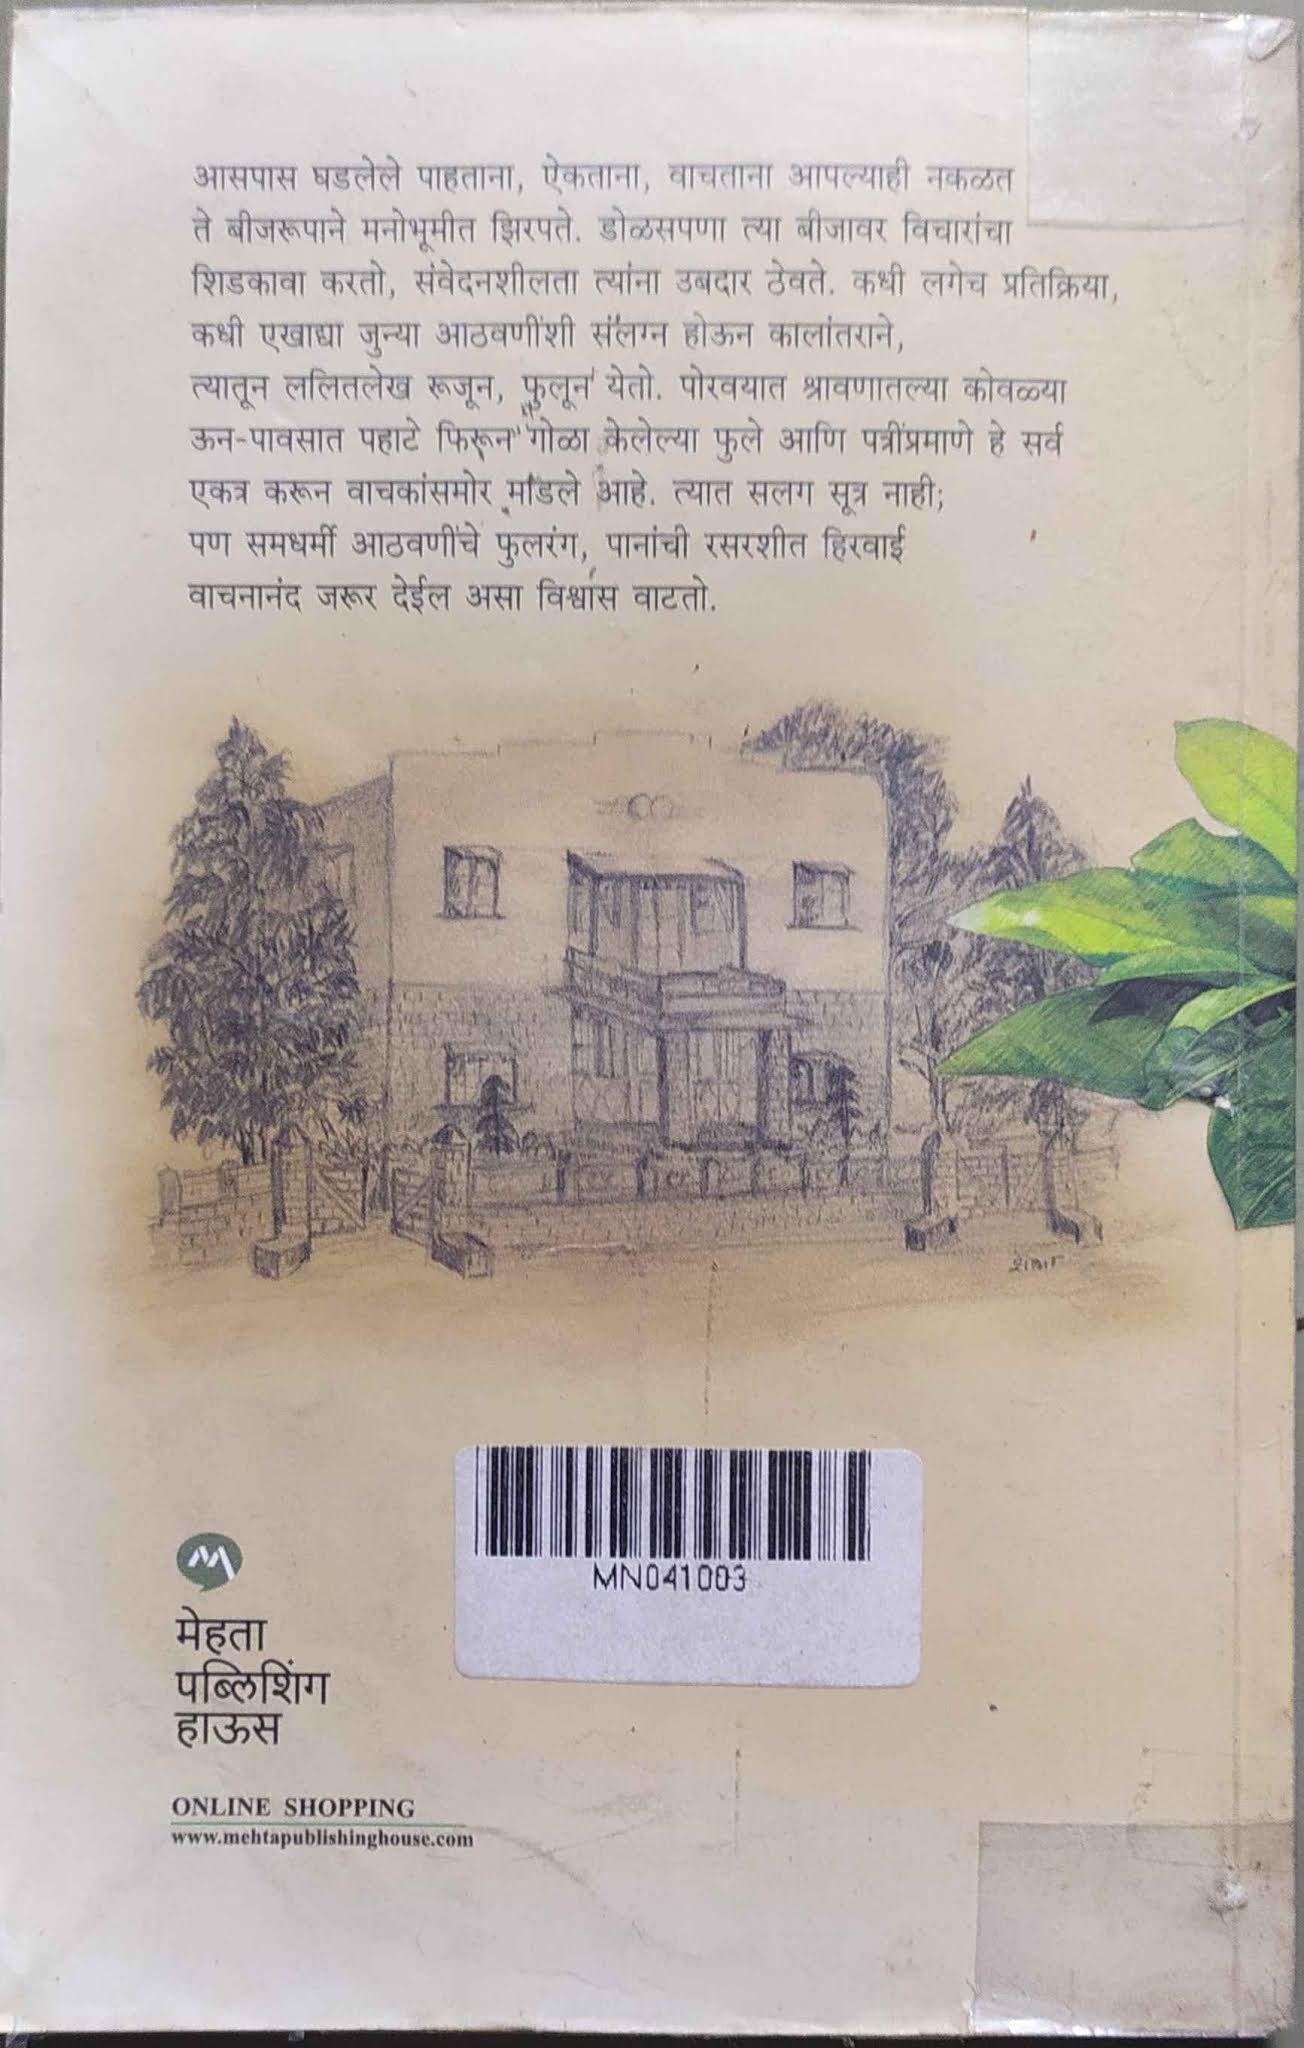 आसपास घडलेले पाहताना, ऐकताना, वाचताना आपल्याही नकळत
ते बीजरूपाने मनोभूमीत झिरपते. डोळसपणा त्या बीजावर विचारांचा
शिडकावा करतो, संवेदनशीलता त्यांना उबदार ठेवते. कधी लगेच प्रतिक्रिया,
कधी एखाद्या जुन्या आठवणींशी संलग्न होऊन कालांतराने,
त्यातून ललितलेख रूजून, फुलून येतो. पोरवयात श्रावणातल्या कोवळ्या
ऊन-पावसात पहाटे फिरून गोळा केलेल्या फुले आणि पत्रींप्रमाणे हे सर्व
एकत्र करून वाचकांसमोर मांडले आहे. त्यात सलग सूत्र नाही;
पण समधर्मी आठवणींचे फुलरंग, पानांची रसरशीत हिरवाई
वाचनानंद जरूर देईल असा विश्वास वाटतो.
MN041003
मेहता
पब्लिशिंग
हाऊस
ONLINE SHOPPING
www.mehtapublishinghouse.com